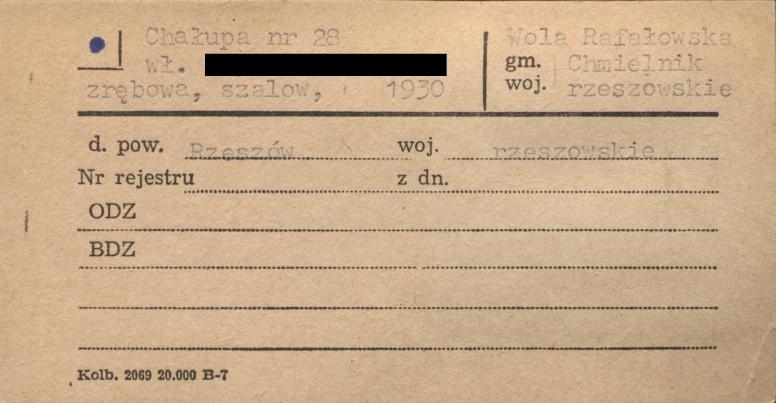 Chałupa nr 28
wł.
zrębowa, szalow, 1930
Wola Rafałowska
gm. Chmielnik
woj. rzeszowskie
d. pow. Rzeszów woj. rzeszowskie
Nr rejestru z dn.
ODZ
BDZ
Kolb. 2069 20.000 B-7